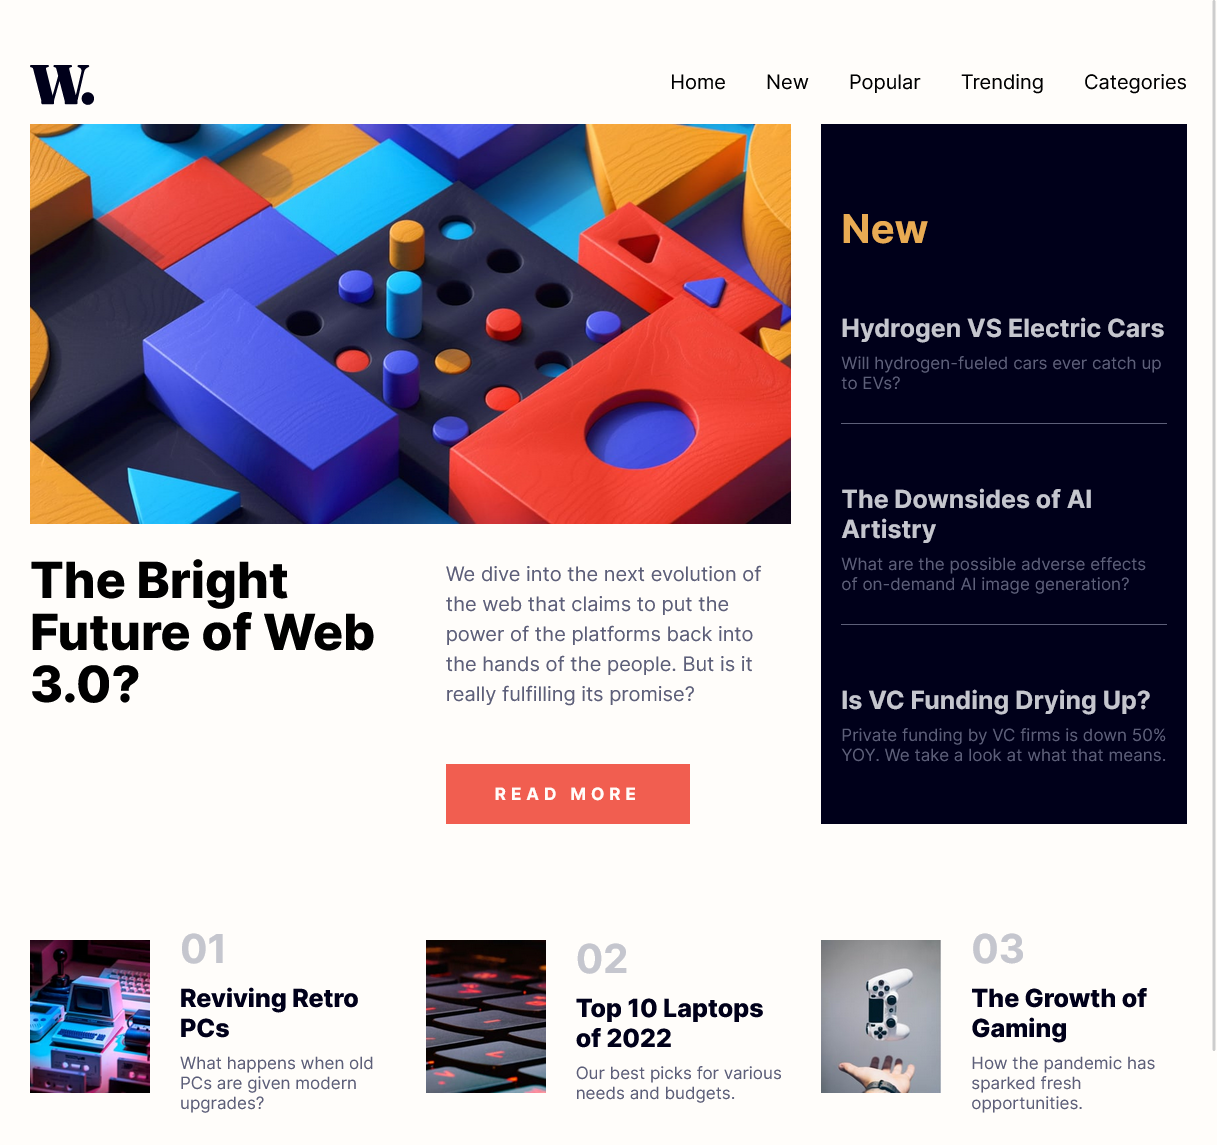 W.
Home New Popular Trending Categories
The Bright
Future of Web
3.0?
We dive into the next evolution of
the web that claims to put the
power of the platforms back into
the hands of the people. But is it
really fulfilling its promise?
READ MORE
New
Hydrogen VS Electric Cars
Will hydrogen-fueled cars ever catch up
to EVs?
The Downsides of AI
Artistry
What are the possible adverse effects
of on-demand AI image generation?
Is VC Funding Drying Up?
Private funding by VC firms is down 50%
YOY. We take a look at what that means.
01
Reviving Retro
PCs
What happens when old
PCs are given modern
upgrades?
02
Top 10 Laptops
of 2022
Our best picks for various
needs and budgets.
03
The Growth of
Gaming
How the pandemic has
sparked fresh
opportunities.